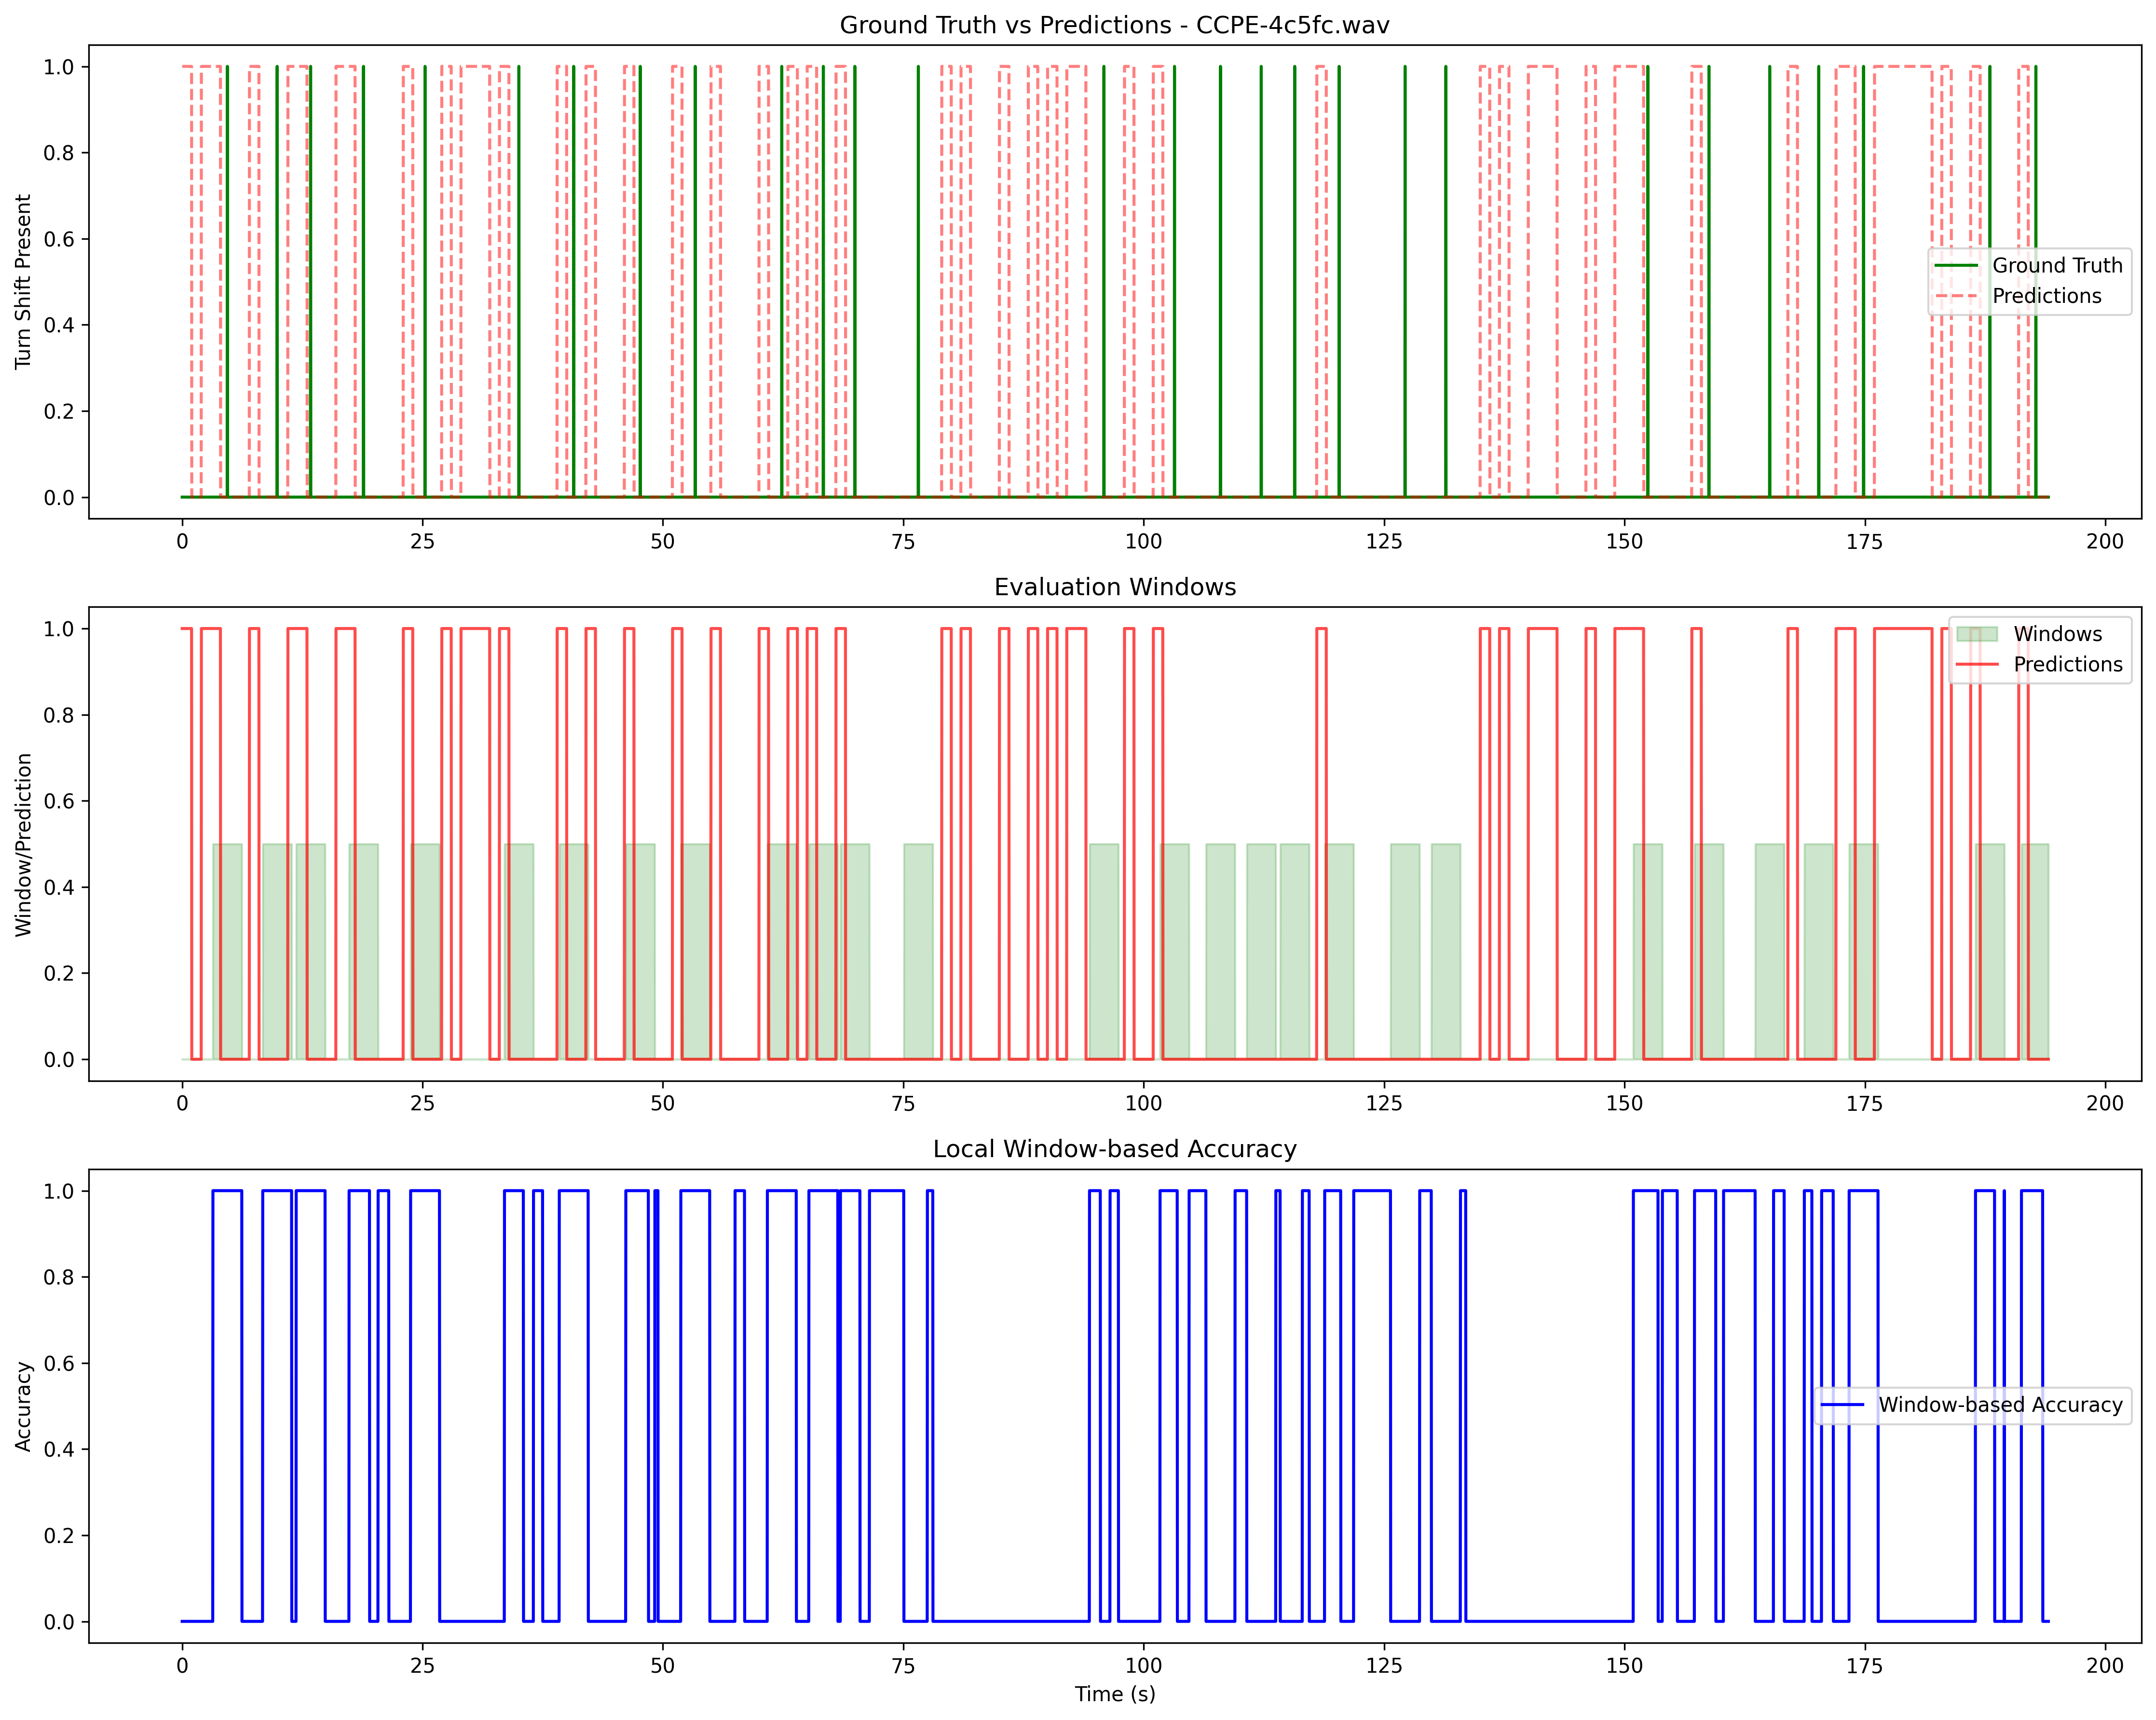 Ground Truth vs Predictions - CCPE-4c5fc.wav
Turn Shift Present
1.0
0.8
0.6
0.4
0.2
0.0
Ground Truth
Predictions
0 25 50 75 100 125 150 175 200
Evaluation Windows
Window/Prediction
1.0
0.8
0.6
0.4
0.2
0.0
Windows
Predictions
0 25 50 75 100 125 150 175 200
Local Window-based Accuracy
Accuracy
1.0
0.8
0.6
0.4
0.2
0.0
Window-based Accuracy
0 25 50 75 100 125 150 175 200
Time (s)